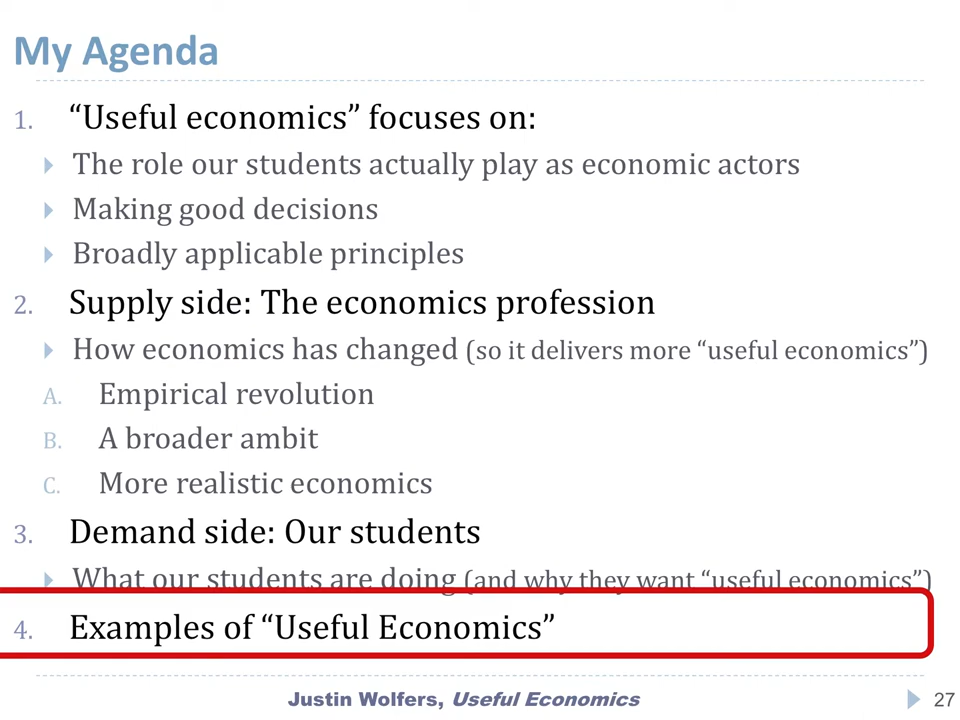 My Agenda
1. “Useful economics” focuses on:
The role our students actually play as economic actors
Making good decisions
Broadly applicable principles
2. Supply side: The economics profession
How economics has changed (so it delivers more “useful economics”)
A. Empirical revolution
B. A broader ambit
C. More realistic economics
3. Demand side: Our students
What our students are doing (and why they want “useful economics”)
4. Examples of “Useful Economics”
Justin Wolfers, Useful Economics
27